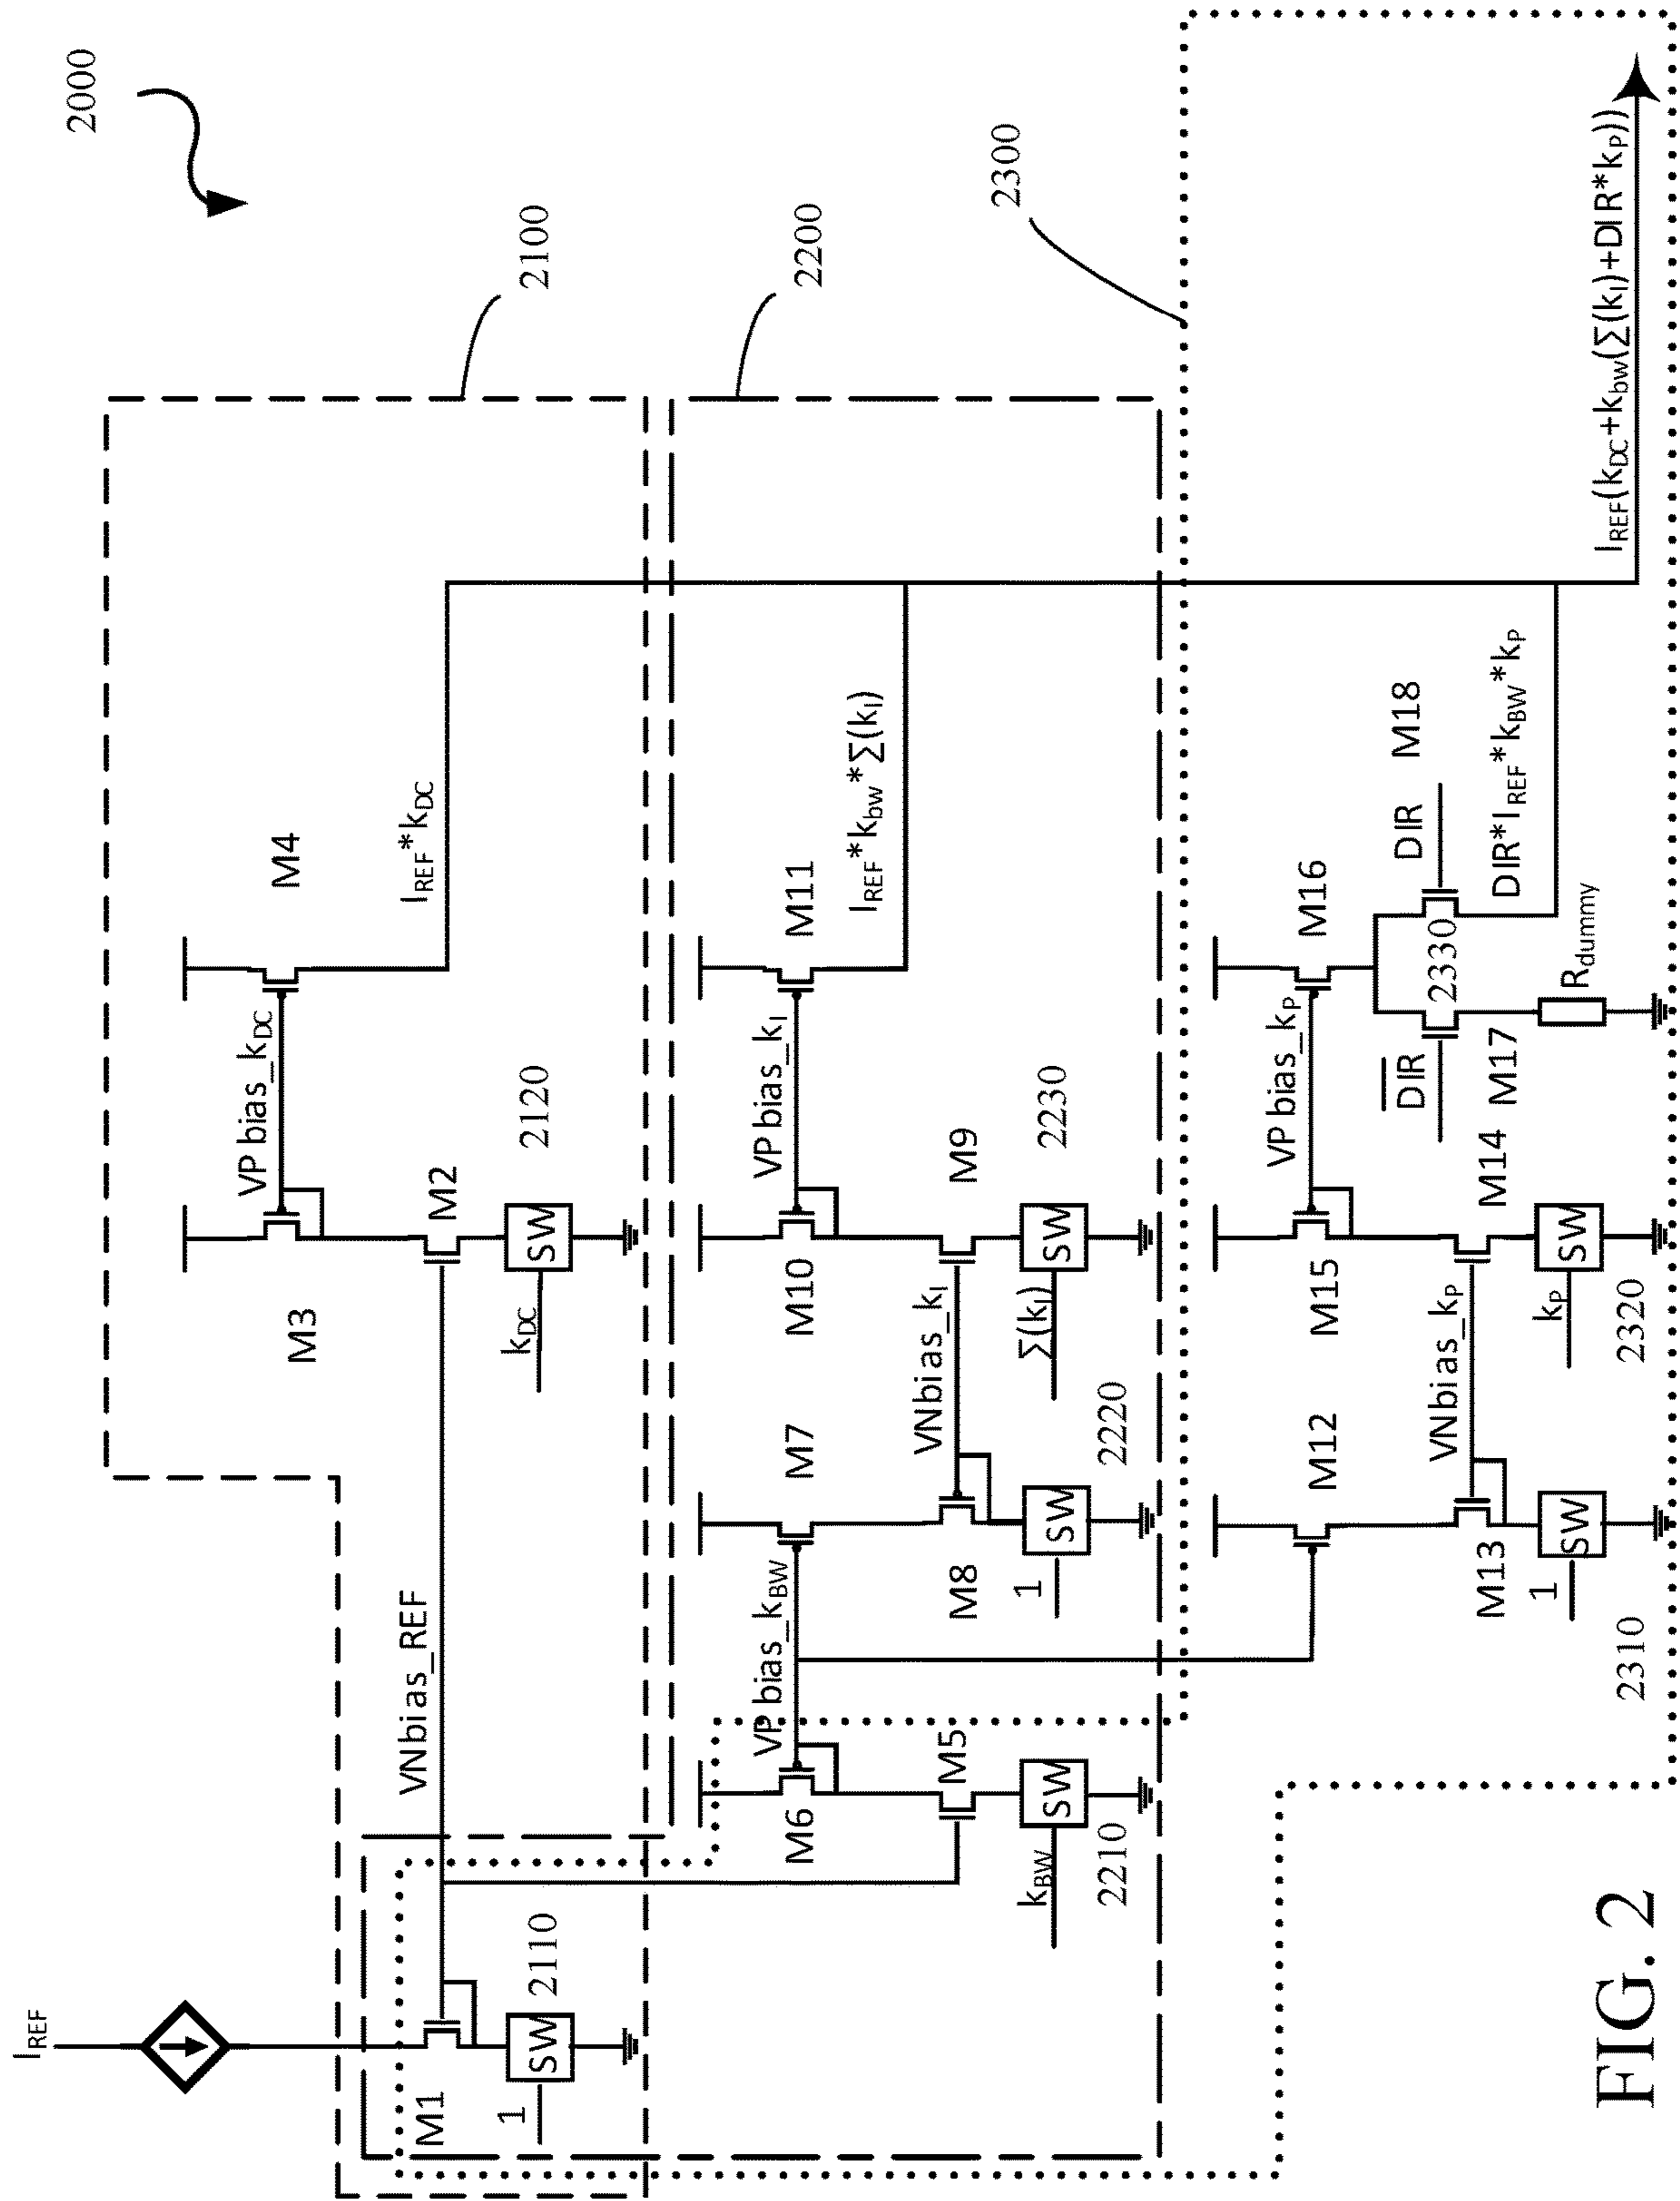 2000
2100
2200
2300
I_REF
M1
1
SW
2110
VNbias_REF
M3
VP bias_k_DC
M4
M2
k_DC
SW
2120
I_REF*k_DC
M6
VP bias_k_BW
M7
M10
VP bias_k_I
M11
M5
M8
VNbias_k_I
M9
I_REF*k_bw*∑(k_I)
k_BW
SW
2210
1
SW
2220
∑(k_I)
SW
2230
M12
M15
VP bias_k_P
M16
M13
VNbias_k_P
M14
1
SW
2310
k_P
SW
2320
DIR̅
M17
2330
DIR
M18
R_dummy
DIR*I_REF*k_BW*k_P
I_REF(k_DC+k_bw(∑(k_I)+DIR*k_P))
FIG. 2